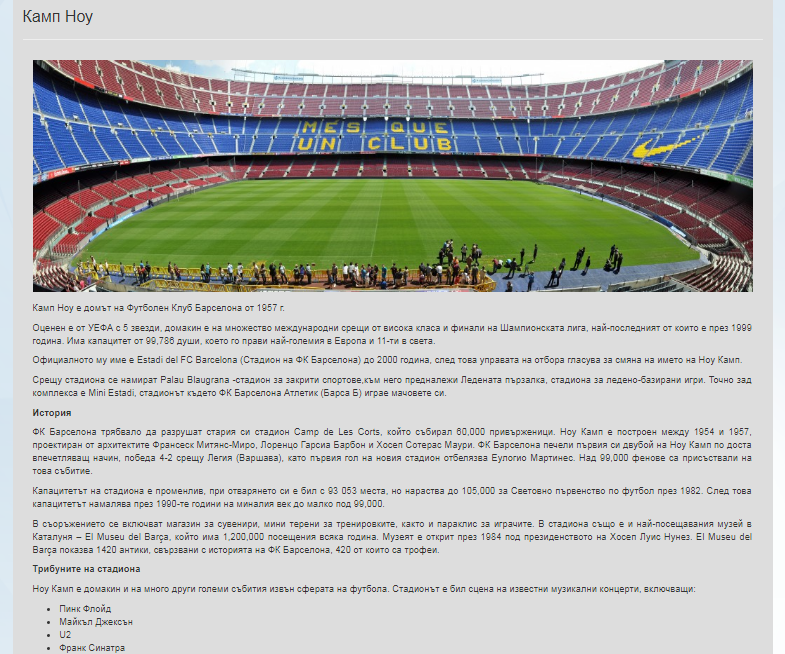 Камп Ноу
MES QUE
UN CLUB
Камп Ноу е домът на Футболен Клуб Барселона от 1957 г.
Оценен е от УЕФА с 5 звезди, домакин е на множество международни срещи от висока класа и финали на Шампионската лига, най-последният от които е през 1999
година. Има капацитет от 99,786 души, което го прави най-големия в Европа и 11-ти в света.
Официалното му име е Estadi del FC Barcelona (Стадион на ФК Барселона) до 2000 година, след това управата на отбора гласува за смяна на името на Ноу Камп.
Срещу стадиона се намират Palau Blaugrana -стадион за закрити спортове,към него предналежи Ледената пързалка, стадиона за ледено-базирани игри. Точно зад
комплекса е Mini Estadi, стадионът където ФК Барселона Атлетик (Барса Б) играе мачовете си.
История
ФК Барселона трябвало да разрушат стария си стадион Camp de Les Corts, който събирал 60,000 привърженици. Ноу Камп е построен между 1954 и 1957,
проектиран от архитектите Франсеск Митянс-Миро, Лоренцо Гарсиа Барбон и Хосеп Сотерас Маури. ФК Барселона печели първия си двубой на Ноу Камп по доста
впечетляващ начин, победа 4-2 срещу Легия (Варшава), като първия гол на новия стадион отбелязва Еулогио Мартинес. Над 99,000 фенове са присъствали на
това събитие.
Капацитетът на стадиона е променлив, при отварянето си е бил с 93 053 места, но нараства до 105,000 за Световно първенство по футбол през 1982. След това
капацитетът намалява през 1990-те години на миналия век до малко под 99,000.
В съоръжението се включват магазин за сувенири, мини терени за тренировките, както и параклис за играчите. В стадиона също е и най-посещавания музей в
Каталуня – El Museu del Barça, който има 1,200,000 посещения всяка година. Музеят е открит през 1984 под президенството на Хосеп Луис Нунез. El Museu del
Barça показва 1420 антики, свързвани с историята на ФК Барселона, 420 от които са трофеи.
Трибуните на стадиона
Ноу Камп е домакин и на много други големи събития извън сферата на футбола. Стадионът е бил сцена на известни музикални концерти, включващи:
Пинк Флойд
Майкъл Джексън
U2
Франк Синатра